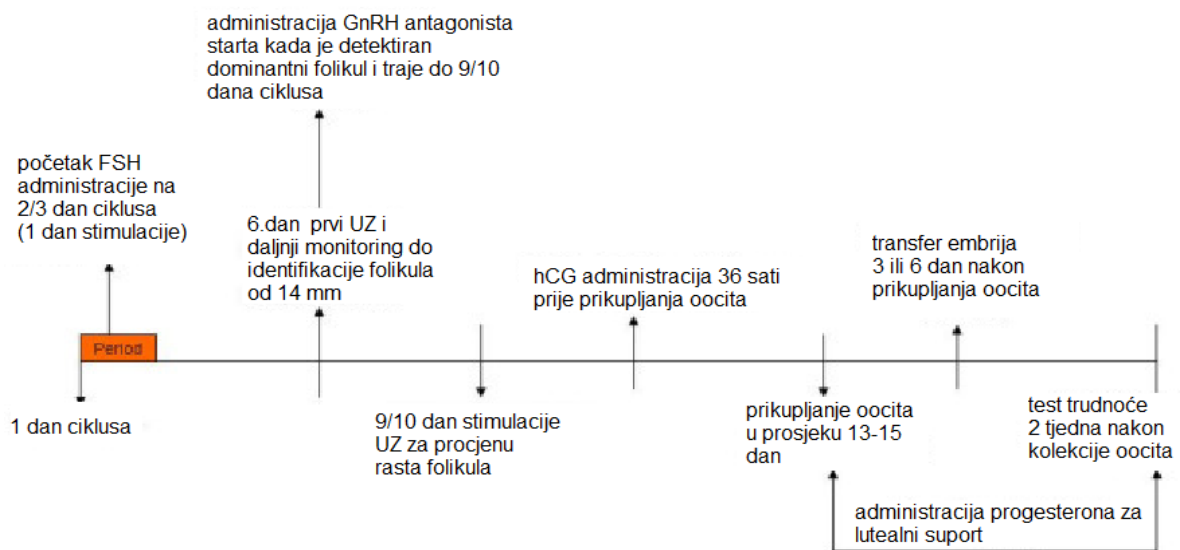 administracija GnRH antagonista
starta kada je detektiran
dominantni folikul i traje do 9/10
dana ciklusa
početak FSH
administracije na
2/3 dan ciklusa
(1 dan stimulacije)
6.dan prvi UZ i
daljnji monitoring do
identifikacije folikula
od 14 mm
hCG administracija 36 sati
prije prikupljanja oocita
transfer embrija
3 ili 6 dan nakon
prikupljanja oocita
Period
1 dan ciklusa
9/10 dan stimulacije
UZ za procjenu
rasta folikula
prikupljanje oocita
u prosjeku 13-15
dan
test trudnoće
2 tjedna nakon
kolekcije oocita
administracija progesterona za
lutealni suport